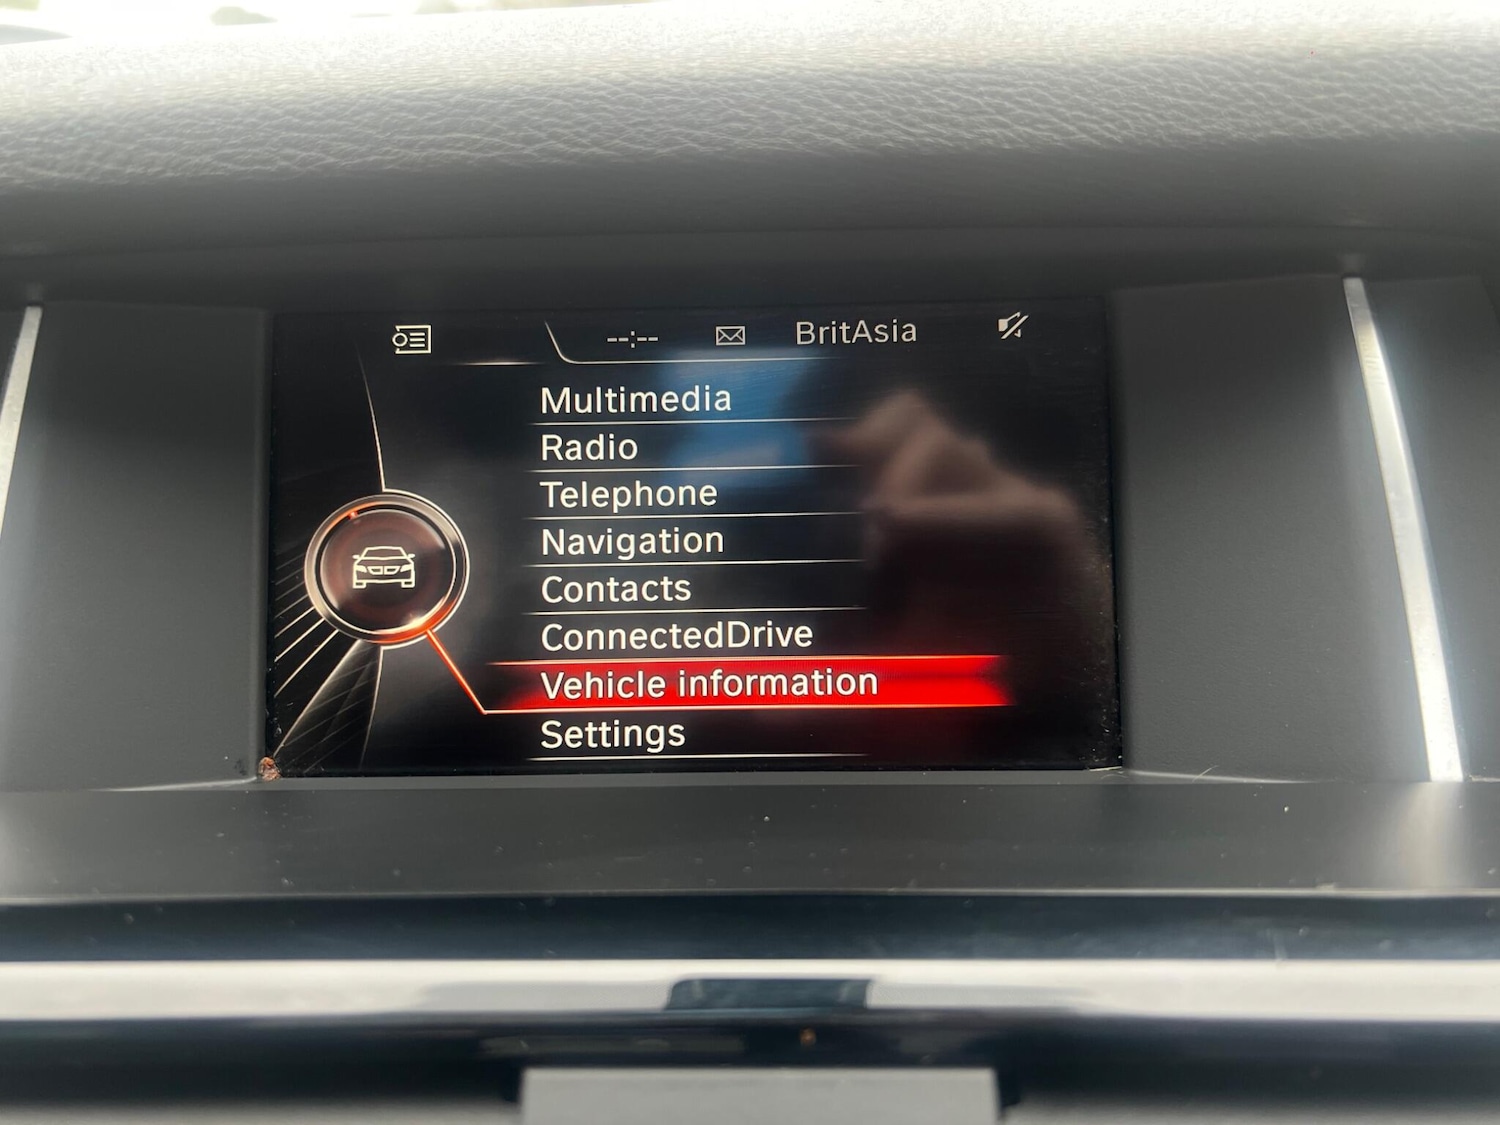 --:-- BritAsia
Multimedia
Radio
Telephone
Navigation
Contacts
ConnectedDrive
Vehicle information
Settings